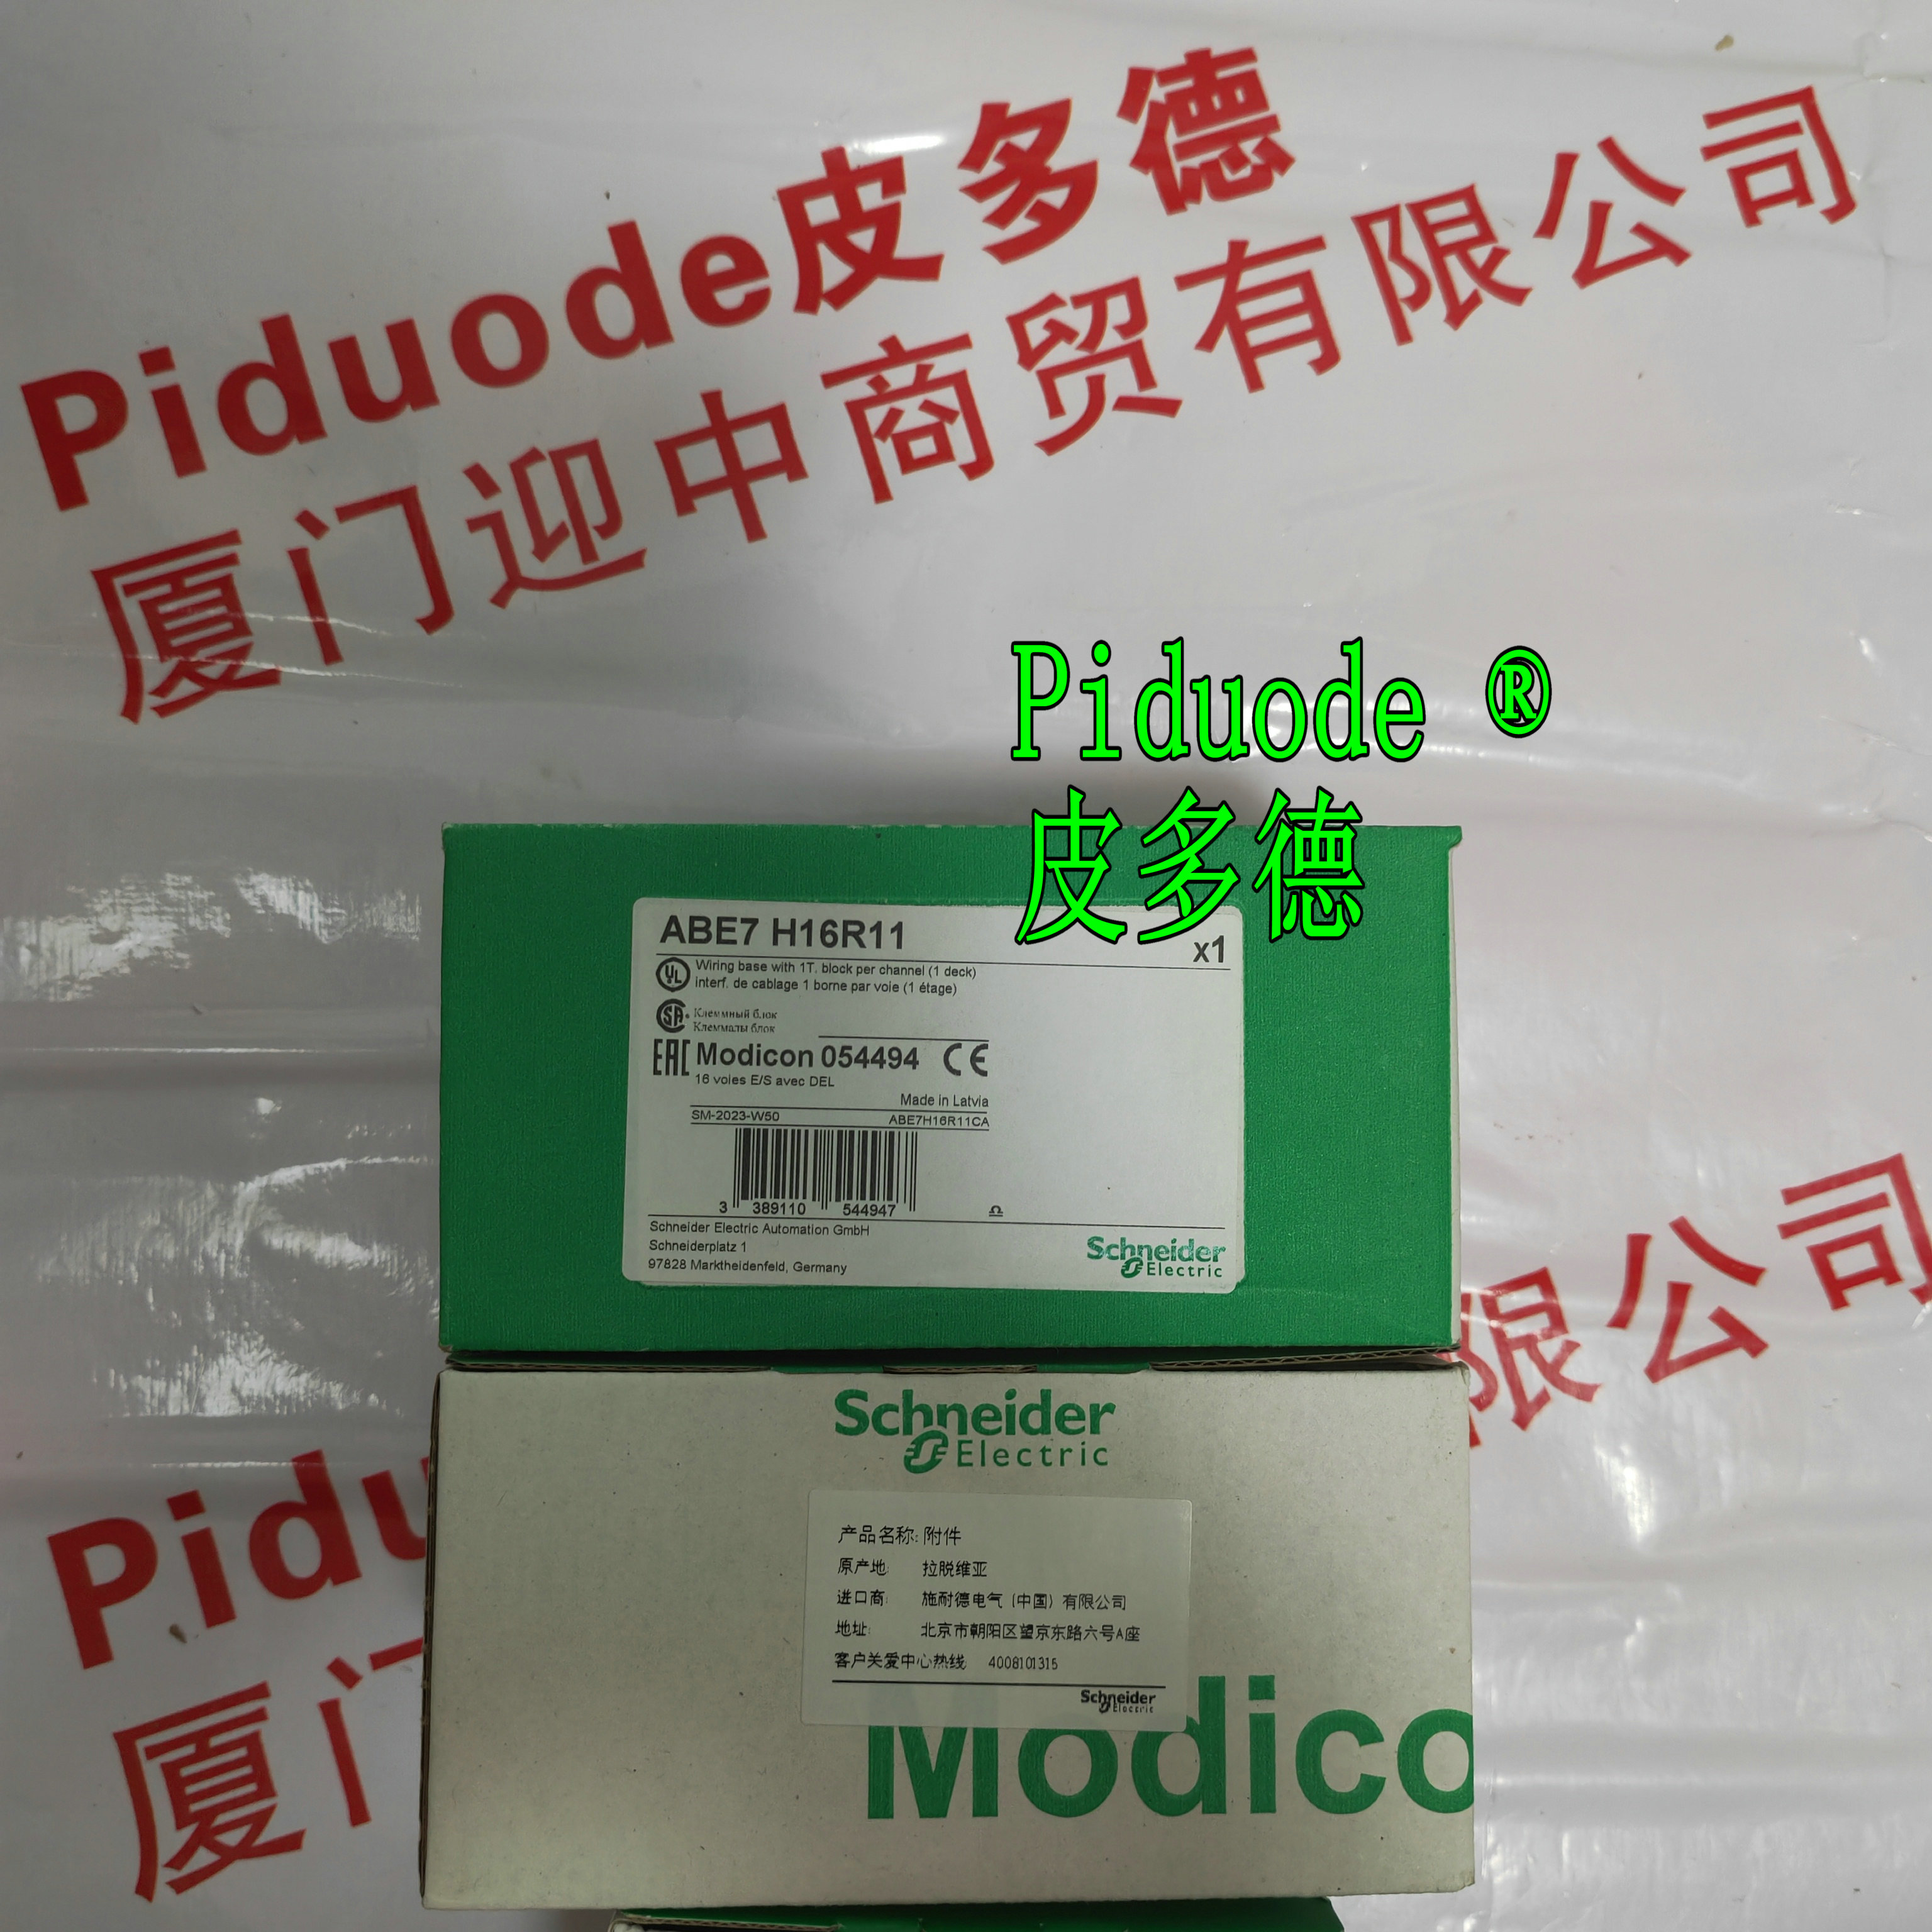 Piduode皮多德
厦门迎中商贸有限公司
Piduode ®
皮多德
ABE7 H16R11
x1
UL
Wiring base with 1T. block per channel (1 deck)
interf. de cablage 1 borne par voie (1 étage)
SA
Клеммный блок
Клеммалы блок
EAC Modicon 054494 CE
16 voies E/S avec DEL
Made in Latvia
SM-2023-W50 ABE7H16R11CA
3 389110 544947
Schneider Electric Automation GmbH
Schneiderplatz 1
97828 Marktheidenfeld, Germany
Schneider
Electric
限公司
Schneider
Electric
产品名称: 附件
原产地: 拉脱维亚
进口商: 施耐德电气 (中国) 有限公司
地址: 北京市朝阳区望京东路六号A座
客户关爱中心热线: 4008101315
Schneider
Electric
Modico
Pidu
厦门